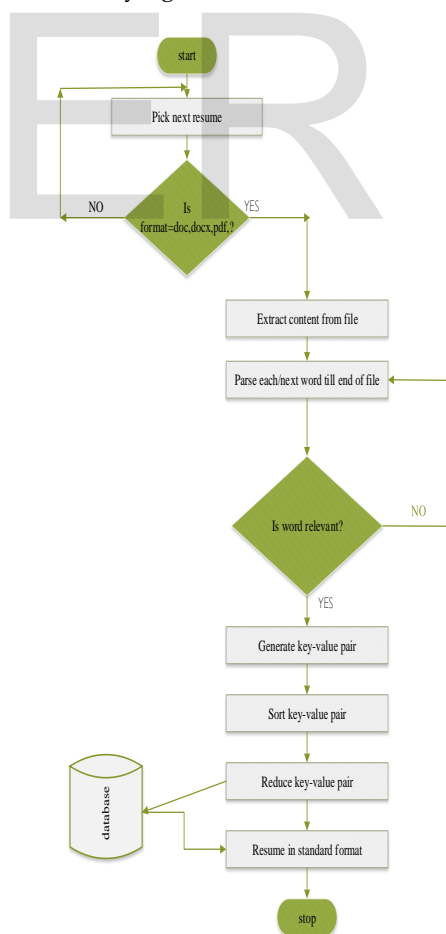 start
Pick next resume
Is
format=doc,docx,pdf,?
NO
YES
Extract content from file
Parse each/next word till end of file
Is word relevant?
NO
YES
Generate key-value pair
Sort key-value pair
Reduce key-value pair
database
Resume in standard format
stop
ER